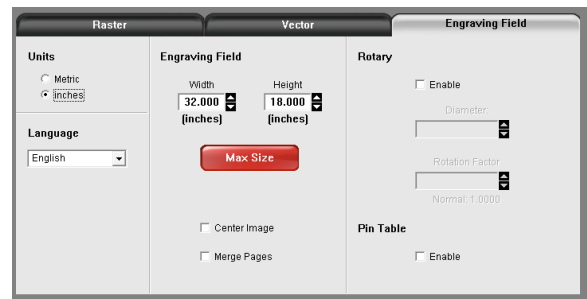 Raster
Vector
Engraving Field
Units
Metric
inches
Language
English
Engraving Field
Width
Height
32.000
18.000
(inches)
(inches)
Max Size
Center Image
Merge Pages
Rotary
Enable
Diameter:
Rotation Factor
Normal: 1.0000
Pin Table
Enable